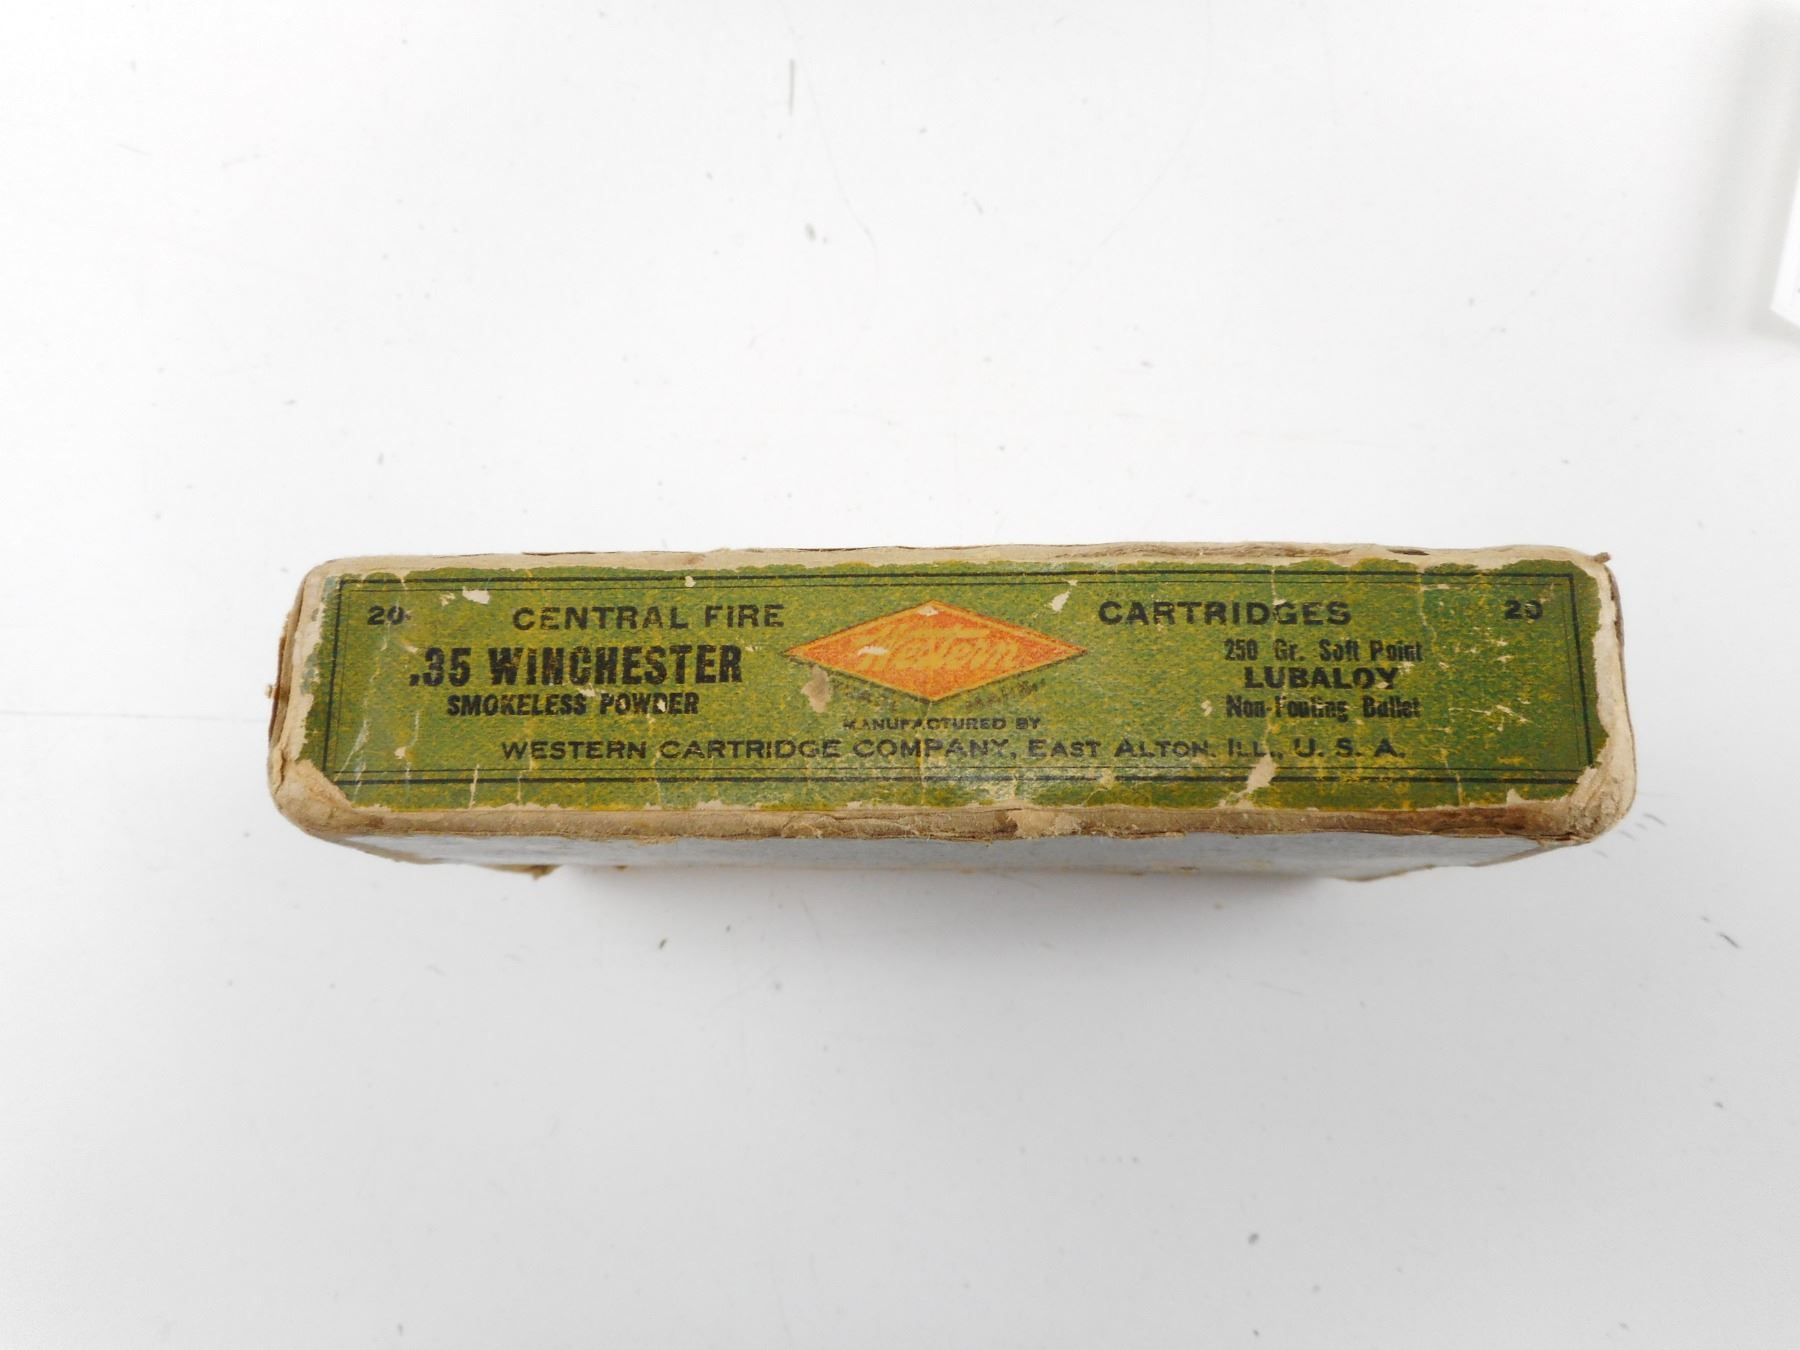 20 CENTRAL FIRE CARTRIDGES 20
.35 WINCHESTER
SMOKELESS POWDER
Western
250 Gr. Soft Point
LUBALOY
Non-Fouling Bullet
MANUFACTURED BY
WESTERN CARTRIDGE COMPANY, EAST ALTON, ILL., U. S. A.